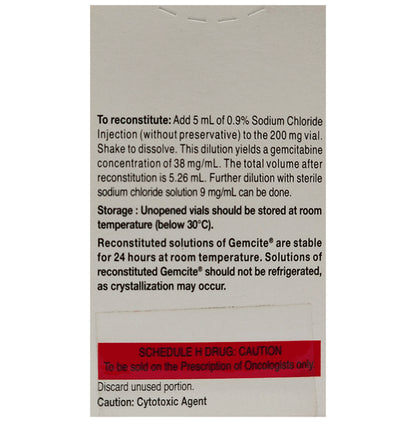 To reconstitute: Add 5 mL of 0.9% Sodium Chloride
Injection (without preservative) to the 200 mg vial.
Shake to dissolve. This dilution yields a gemcitabine
concentration of 38 mg/mL. The total volume after
reconstitution is 5.26 mL. Further dilution with sterile
sodium chloride solution 9 mg/mL can be done.
Storage : Unopened vials should be stored at room
temperature (below 30°C).
Reconstituted solutions of Gemcite® are stable
for 24 hours at room temperature. Solutions of
reconstituted Gemcite® should not be refrigerated,
as crystallization may occur.
SCHEDULE H DRUG: CAUTION
To be sold on the Prescription of Oncologists only.
Discard unused portion.
Caution: Cytotoxic Agent